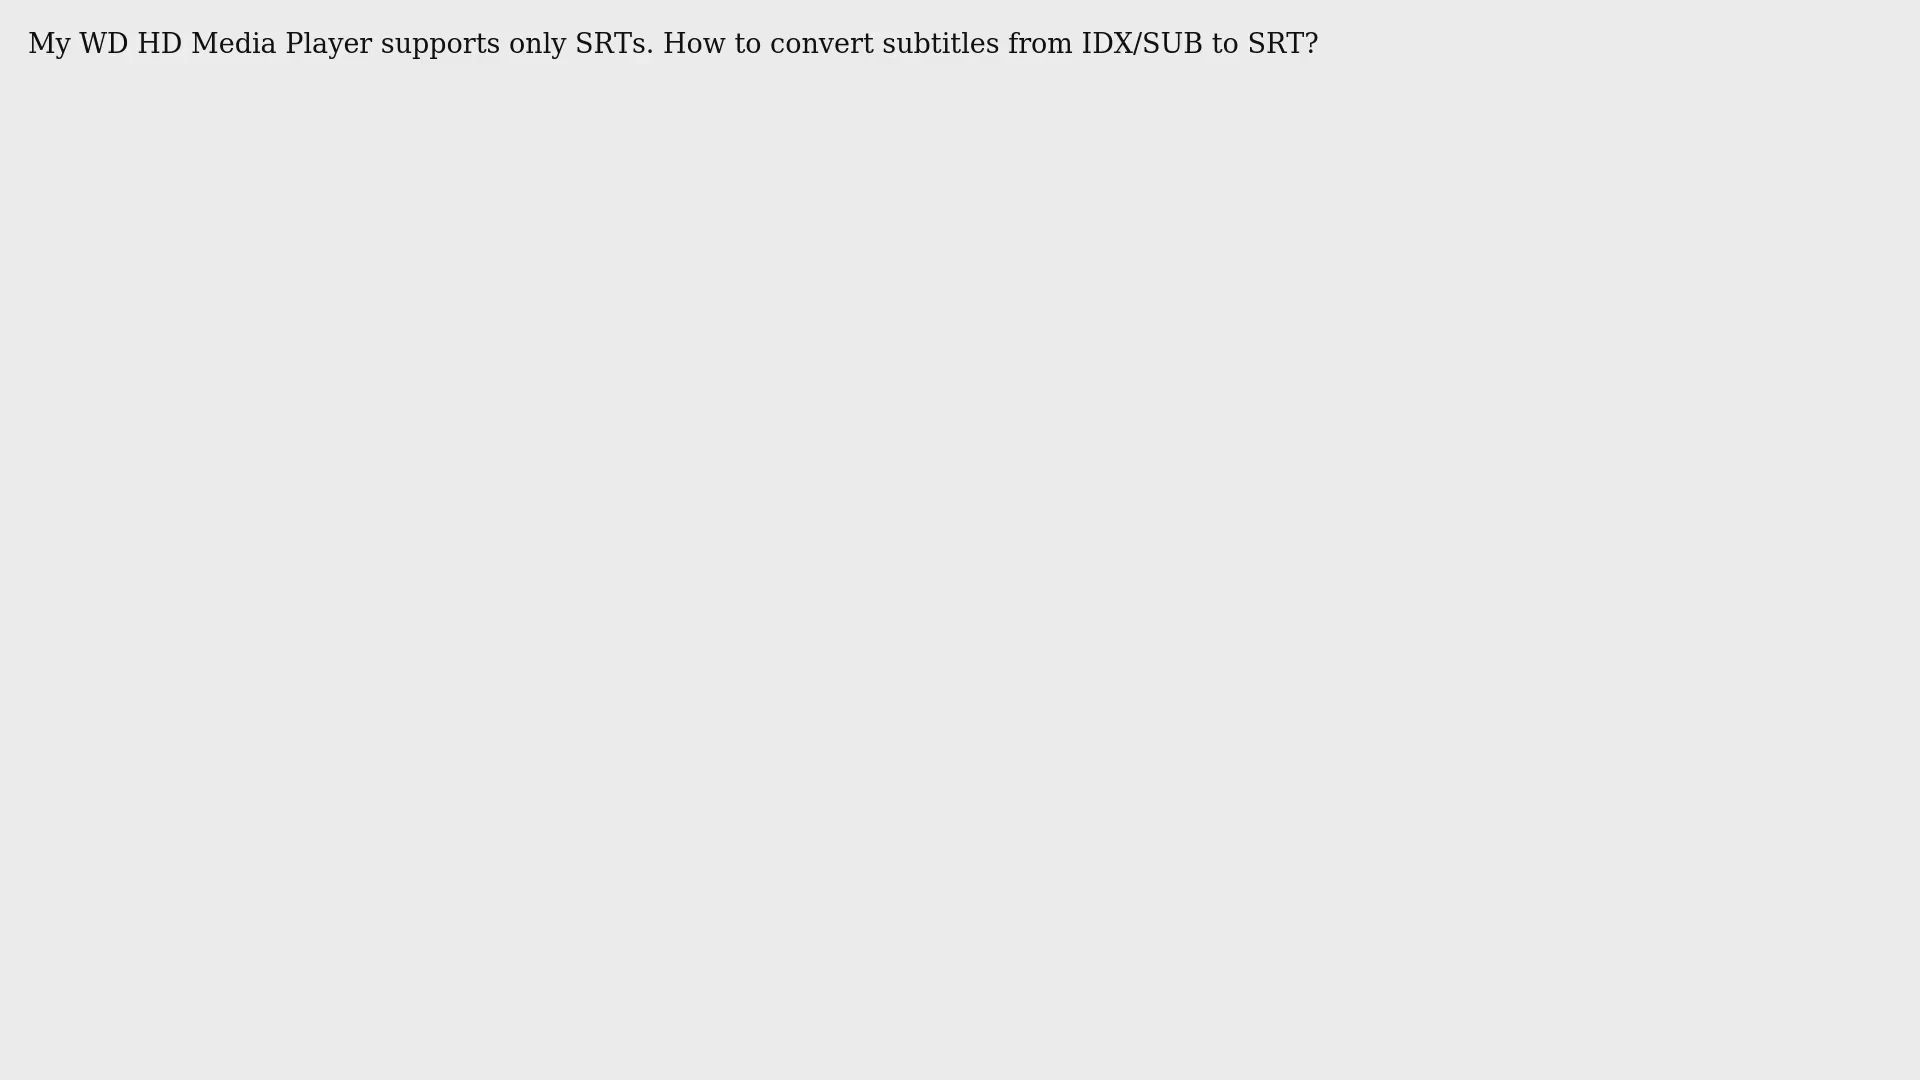 My WD HD Media Player supports only SRTs. How to convert subtitles from IDX/SUB to SRT?